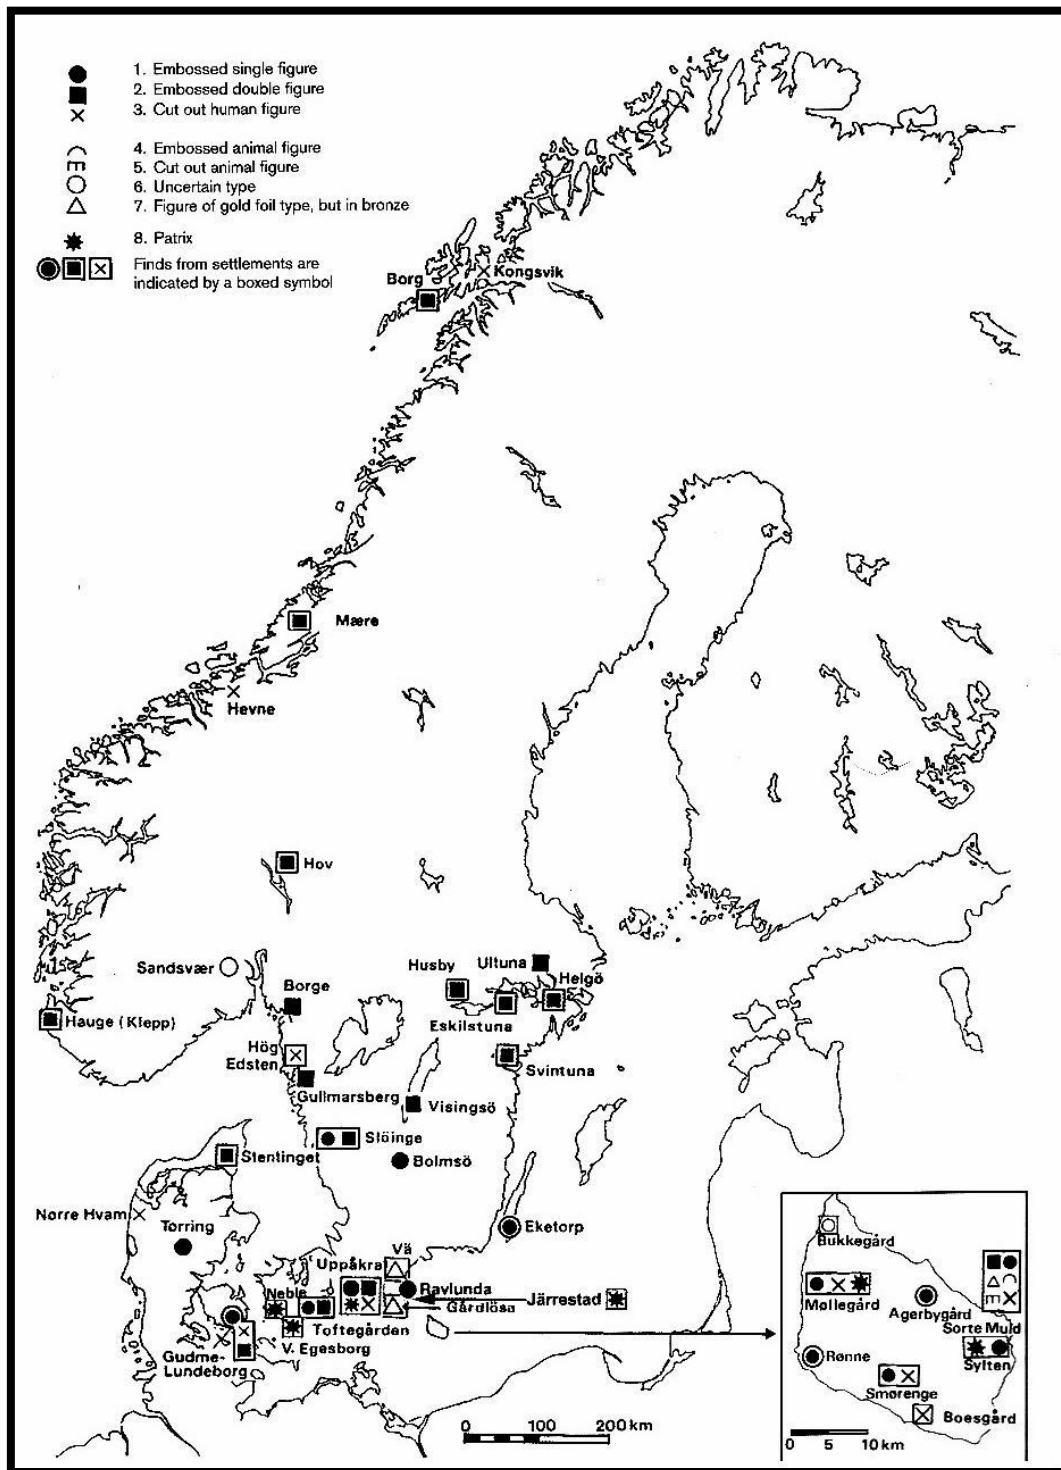 1. Embossed single figure
2. Embossed double figure
3. Cut out human figure
4. Embossed animal figure
5. Cut out animal figure
6. Uncertain type
7. Figure of gold foil type, but in bronze
8. Patrix
Finds from settlements are
indicated by a boxed symbol
Kongsvik
Borg
Mære
Hevne
Hov
Sandsvær
Ultuna
Husby
Helgö
Borge
Eskilstuna
Hauge (Klepp)
Hög
Edsten
Svintuna
Gullmarsberg
Visingsö
Slöinge
Stentinget
Bolmsö
Nørre Hvam
Tørring
Eketorp
Vä
Uppåkra
Neble
Ravlunda
Järrestad
Gårdlösa
Toftegården
V. Egesborg
Gudme-
Lundeborg
0 100 200 km
Bukkegård
Møllegård
Agerbygård
Sorte Muld
Rønne
Sylten
Smørenge
Boesgård
0 5 10 km